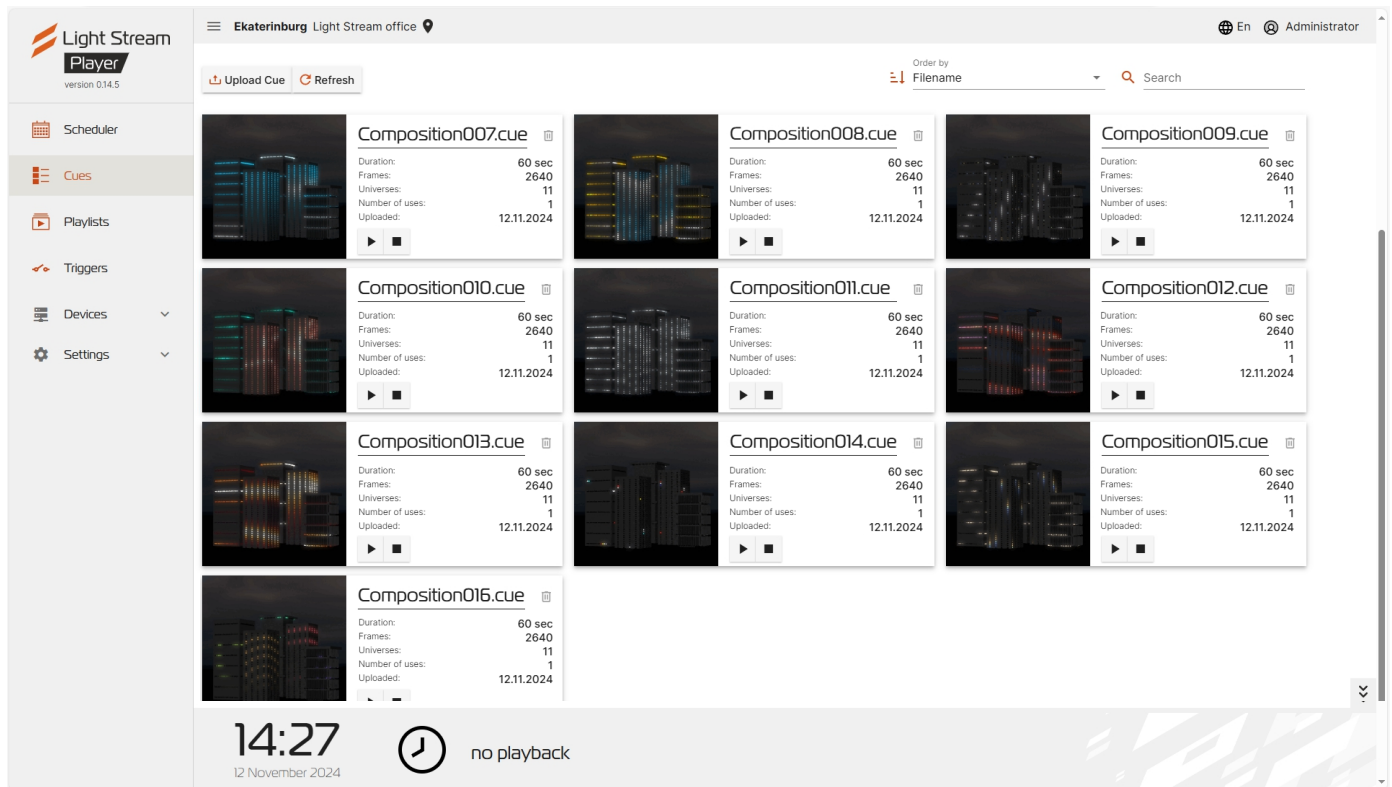 Light Stream
Player
version 0.14.5
Scheduler
Cues
Playlists
Triggers
Devices
Settings
Ekaterinburg Light Stream office
En Administrator
Upload Cue Refresh
Order by
Filename
Search
Composition007.cue
Duration: 60 sec
Frames: 2640
Universes: 11
Number of uses: 1
Uploaded: 12.11.2024
Composition008.cue
Duration: 60 sec
Frames: 2640
Universes: 11
Number of uses: 1
Uploaded: 12.11.2024
Composition009.cue
Duration: 60 sec
Frames: 2640
Universes: 11
Number of uses: 1
Uploaded: 12.11.2024
Composition010.cue
Duration: 60 sec
Frames: 2640
Universes: 11
Number of uses: 1
Uploaded: 12.11.2024
Composition011.cue
Duration: 60 sec
Frames: 2640
Universes: 11
Number of uses: 1
Uploaded: 12.11.2024
Composition012.cue
Duration: 60 sec
Frames: 2640
Universes: 11
Number of uses: 1
Uploaded: 12.11.2024
Composition013.cue
Duration: 60 sec
Frames: 2640
Universes: 11
Number of uses: 1
Uploaded: 12.11.2024
Composition014.cue
Duration: 60 sec
Frames: 2640
Universes: 11
Number of uses: 1
Uploaded: 12.11.2024
Composition015.cue
Duration: 60 sec
Frames: 2640
Universes: 11
Number of uses: 1
Uploaded: 12.11.2024
Composition016.cue
Duration: 60 sec
Frames: 2640
Universes: 11
Number of uses: 1
Uploaded: 12.11.2024
14:27
12 November 2024
no playback